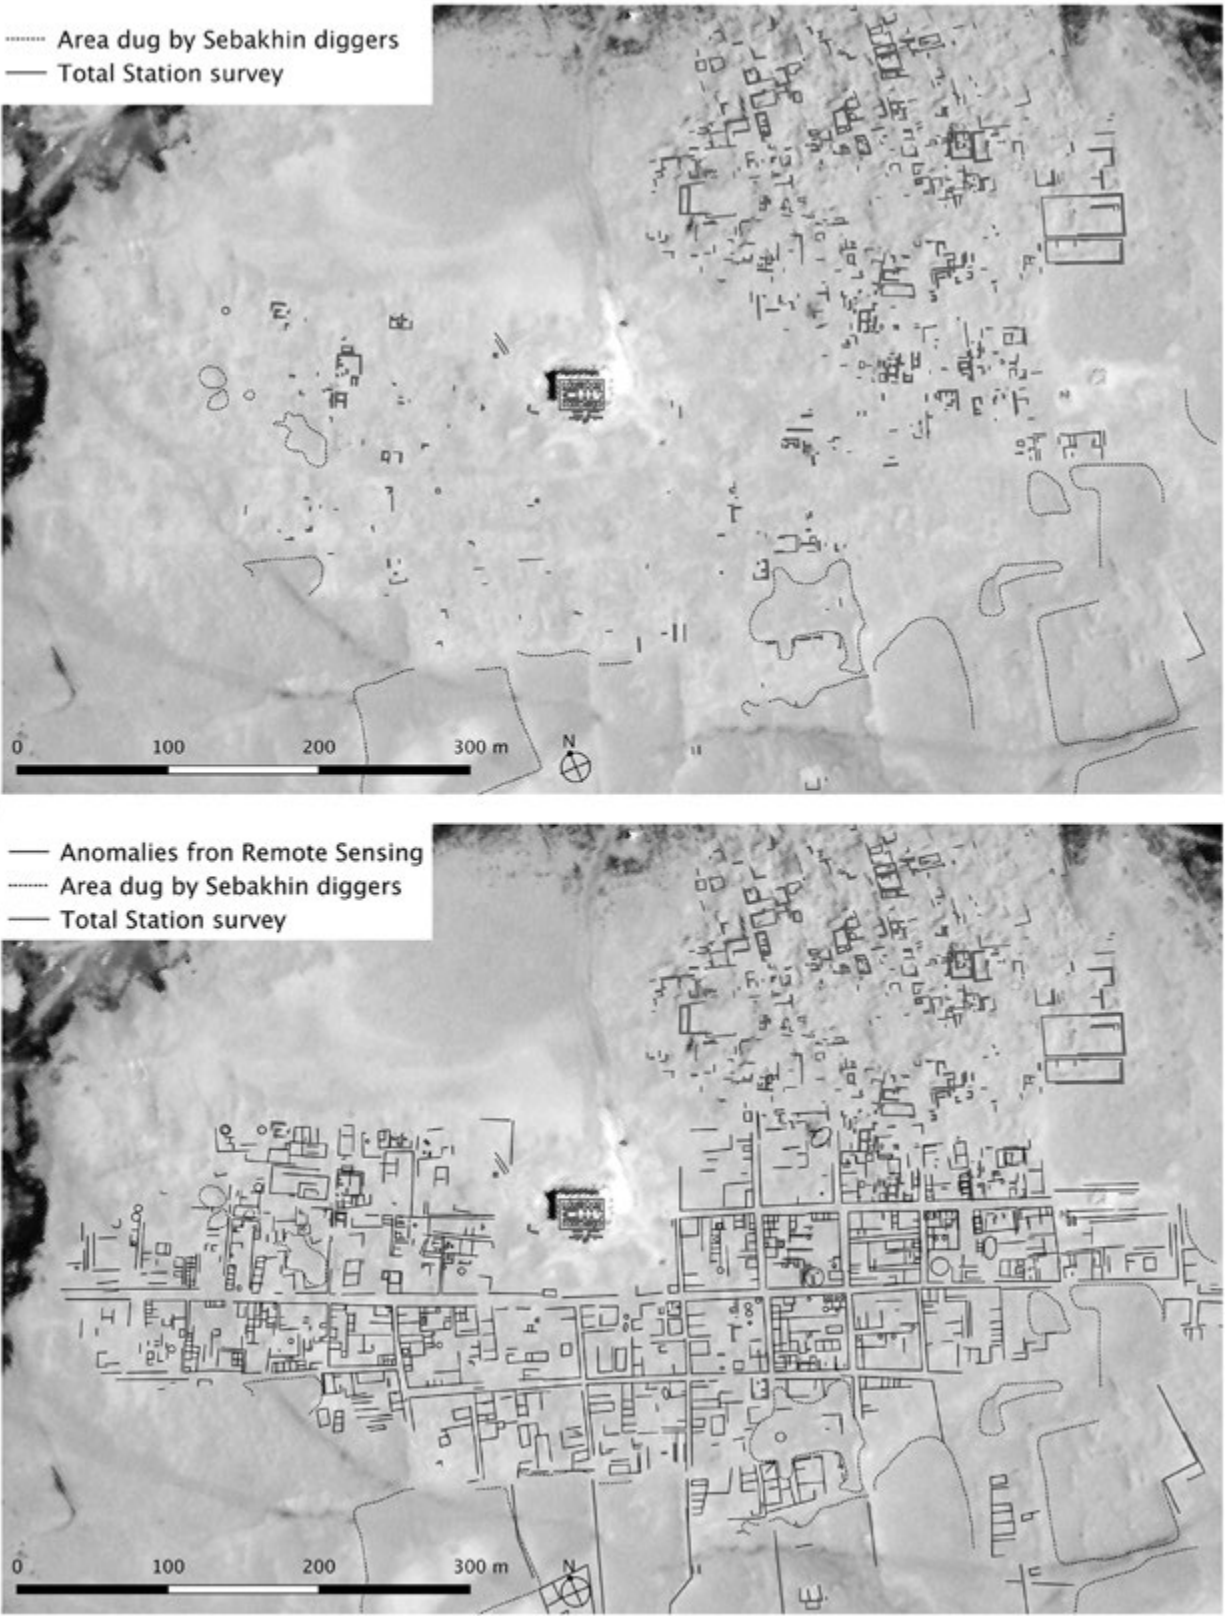 Area dug by Sebakhin diggers
Total Station survey
0 100 200 300 m
N
Anomalies fron Remote Sensing
Area dug by Sebakhin diggers
Total Station survey
0 100 200 300 m
N